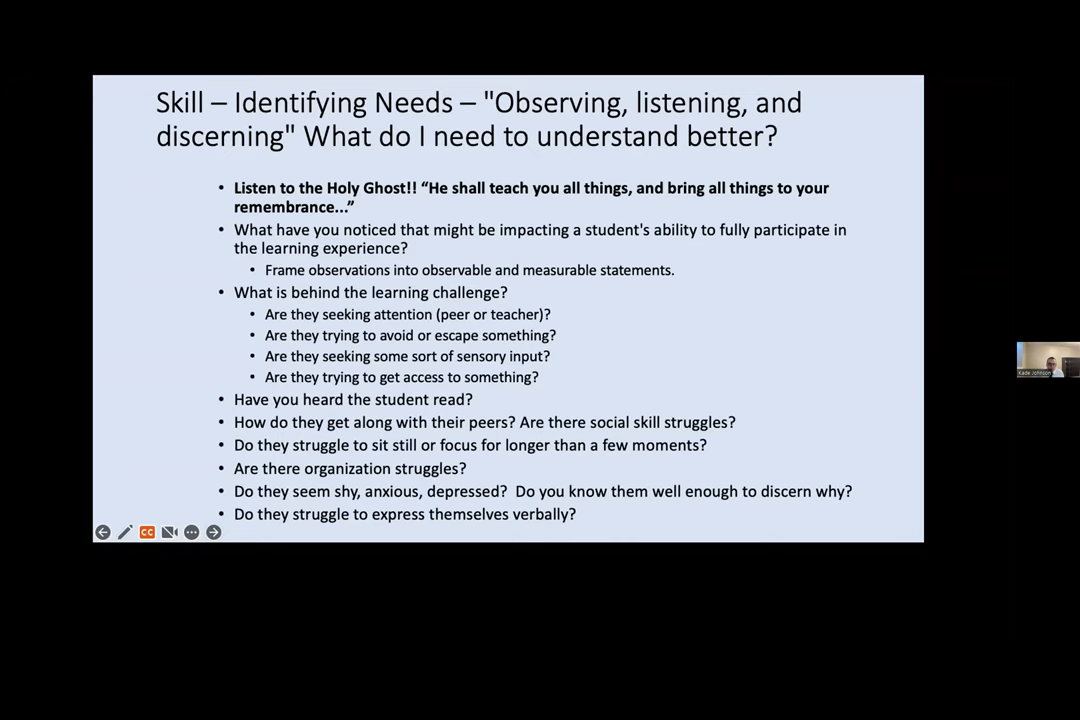 Skill – Identifying Needs – "Observing, listening, and
discerning" What do I need to understand better?
• Listen to the Holy Ghost!! “He shall teach you all things, and bring all things to your
remembrance...”
• What have you noticed that might be impacting a student's ability to fully participate in
the learning experience?
• Frame observations into observable and measurable statements.
• What is behind the learning challenge?
• Are they seeking attention (peer or teacher)?
• Are they trying to avoid or escape something?
• Are they seeking some sort of sensory input?
• Are they trying to get access to something?
• Have you heard the student read?
• How do they get along with their peers? Are there social skill struggles?
• Do they struggle to sit still or focus for longer than a few moments?
• Are there organization struggles?
• Do they seem shy, anxious, depressed?  Do you know them well enough to discern why?
• Do they struggle to express themselves verbally?
CC
Kade Johnson